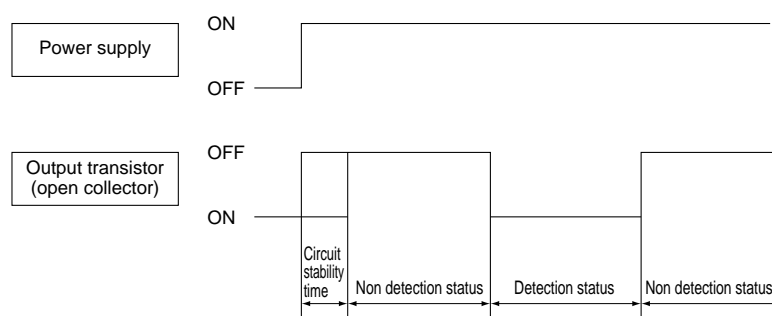 ON
Power supply
OFF
OFF
Output transistor
(open collector)
ON
Circuit
stability
time
Non detection status
Detection status
Non detection status